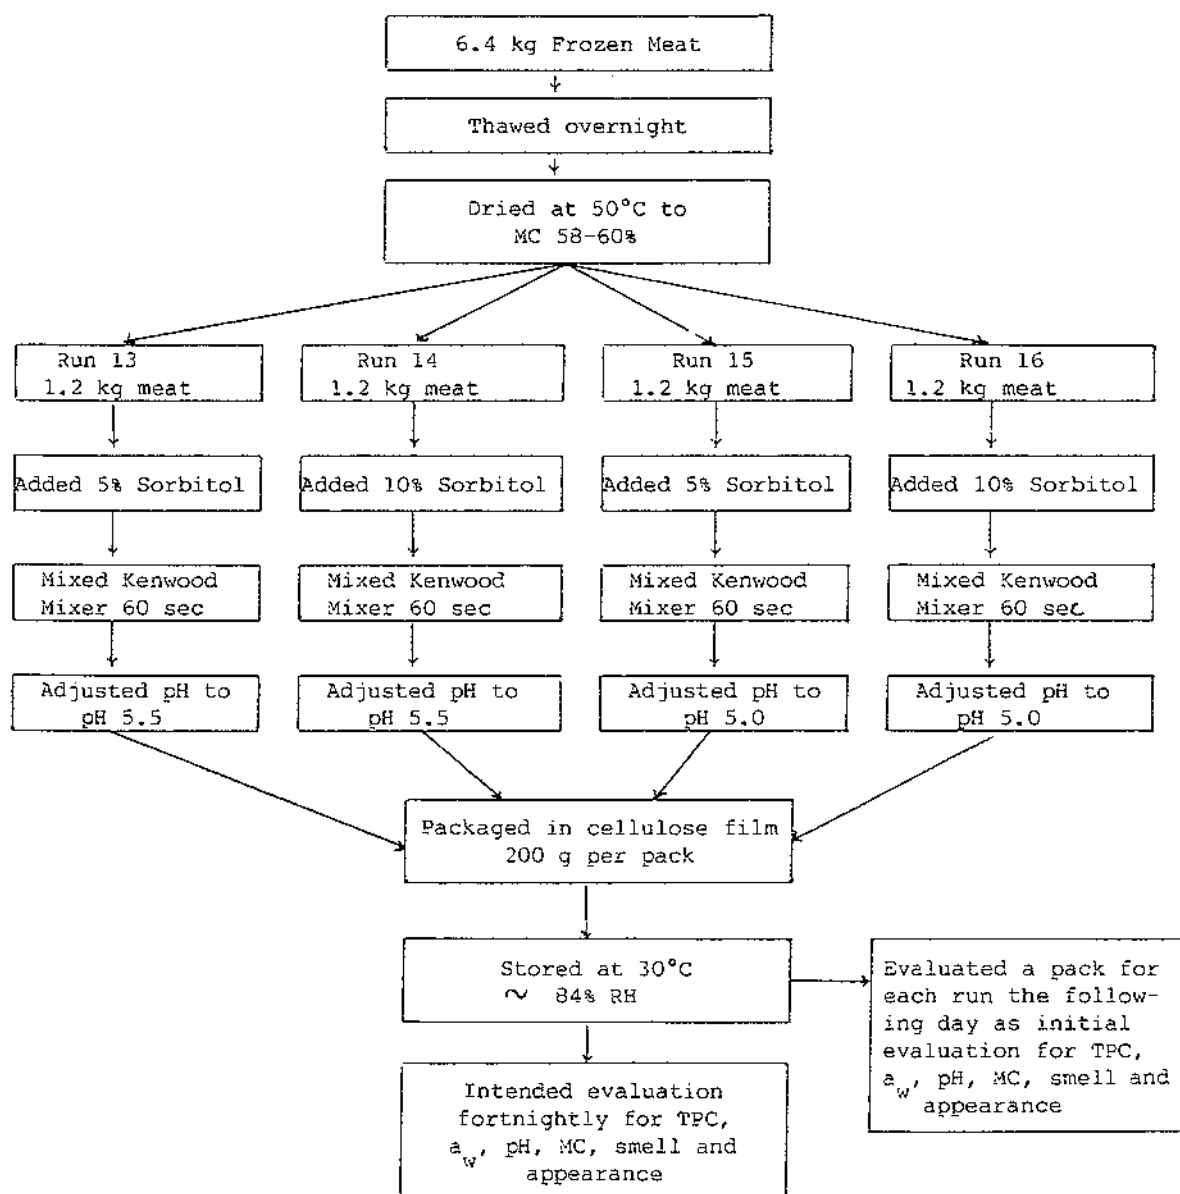 6.4 kg Frozen Meat
Thawed overnight
Dried at 50°C to
MC 58-60%
Run 13
1.2 kg meat
Run 14
1.2 kg meat
Run 15
1.2 kg meat
Run 16
1.2 kg meat
Added 5% Sorbitol
Added 10% Sorbitol
Added 5% Sorbitol
Added 10% Sorbitol
Mixed Kenwood
Mixer 60 sec
Mixed Kenwood
Mixer 60 sec
Mixed Kenwood
Mixer 60 sec
Mixed Kenwood
Mixer 60 sec
Adjusted pH to
pH 5.5
Adjusted pH to
pH 5.5
Adjusted pH to
pH 5.0
Adjusted pH to
pH 5.0
Packaged in cellulose film
200 g per pack
Stored at 30°C
~ 84% RH
Evaluated a pack for
each run the follow-
ing day as initial
evaluation for TPC,
a_w, pH, MC, smell and
appearance
Intended evaluation
fortnightly for TPC,
a_w, pH, MC, smell and
appearance